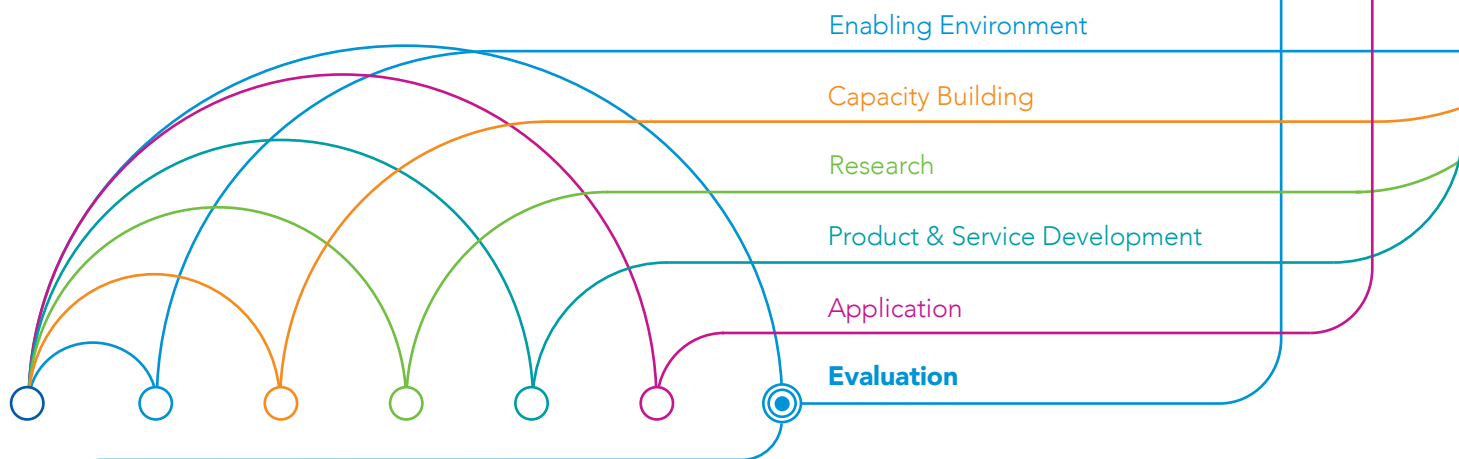 Enabling Environment
Capacity Building
Research
Product & Service Development
Application
Evaluation